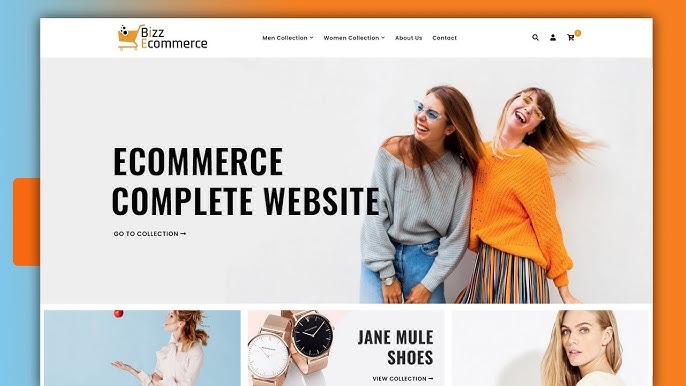 Bizz
Ecommerce
Men Collection
Women Collection
About Us
Contact
ECOMMERCE
COMPLETE WEBSITE
GO TO COLLECTION
JANE MULE
SHOES
VIEW COLLECTION